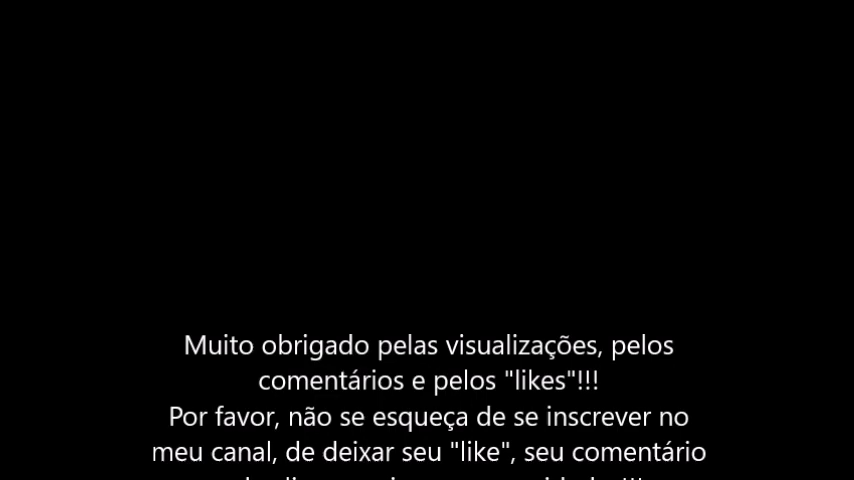 Muito obrigado pelas visualizações, pelos
comentários e pelos "likes"!!!
Por favor, não se esqueça de se inscrever no
meu canal, de deixar seu "like", seu comentário